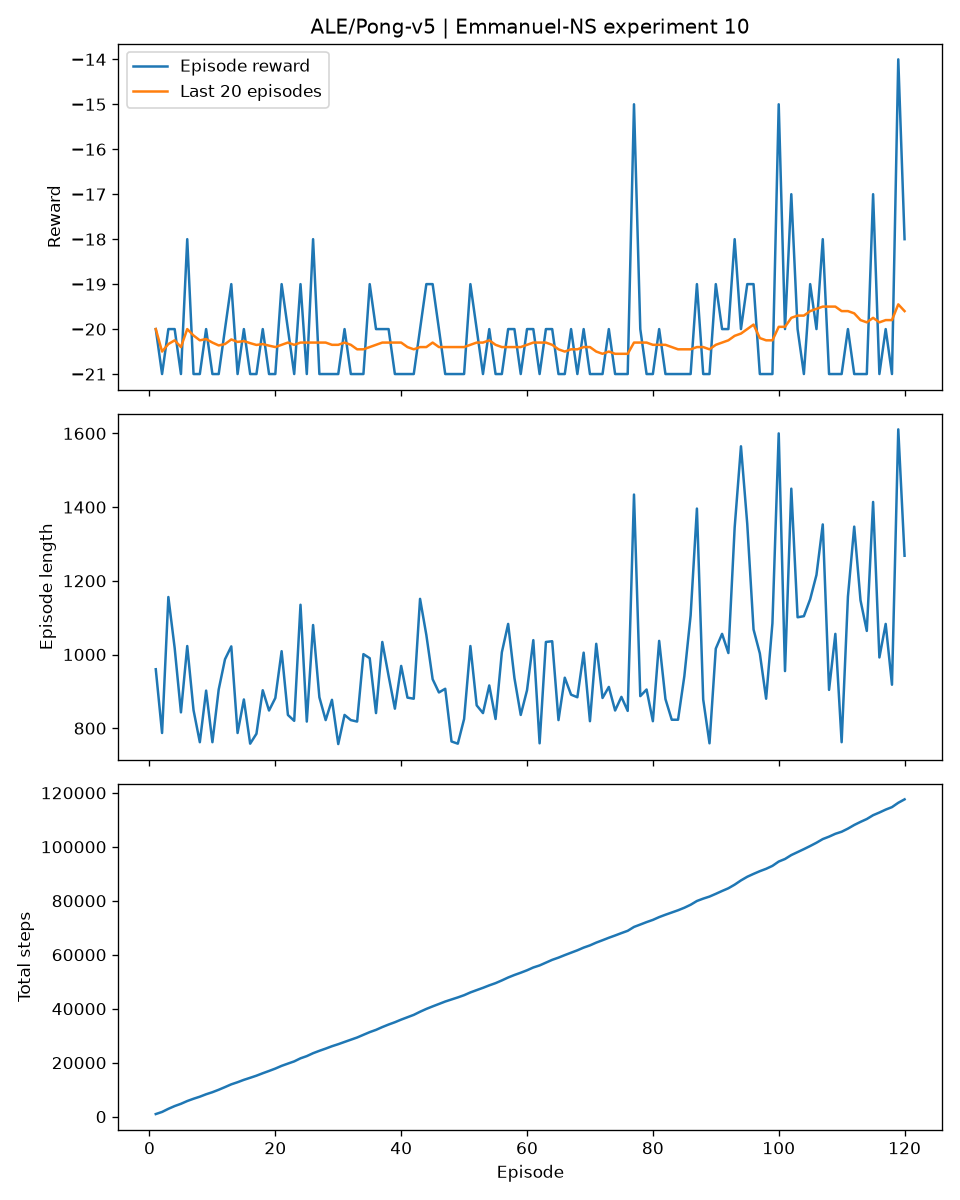 ALE/Pong-v5 | Emmanuel-NS experiment 10
Episode reward
Last 20 episodes
−14
−15
−16
−17
−18
−19
−20
−21
Reward
1600
1400
1200
1000
800
Episode length
120000
100000
80000
60000
40000
20000
0
Total steps
0 20 40 60 80 100 120
Episode